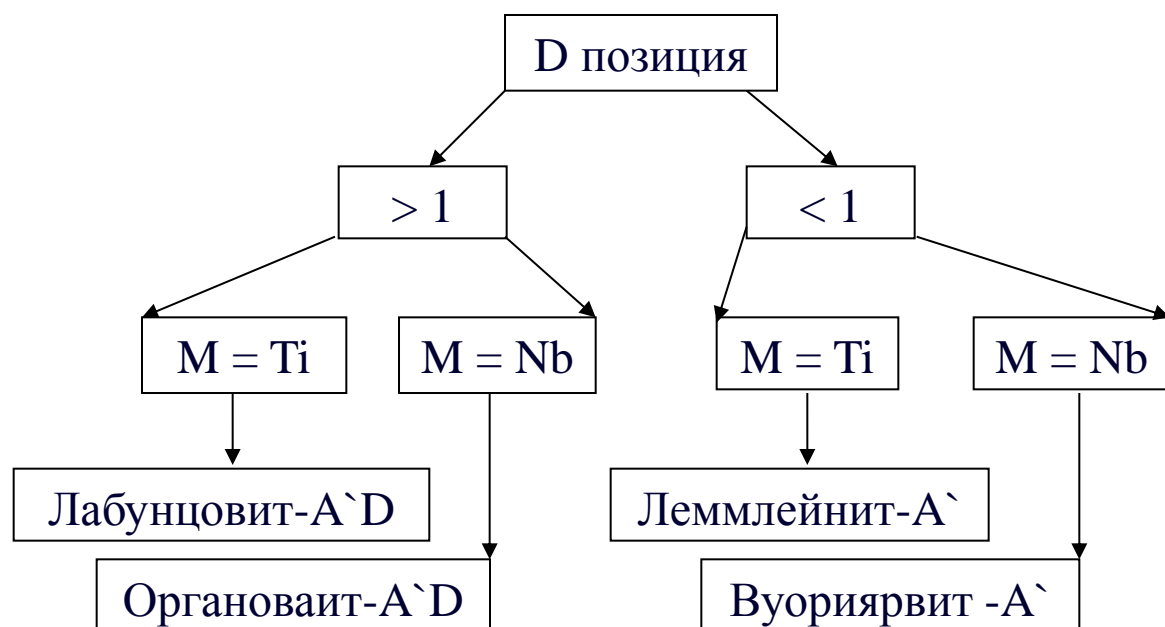 D позиция
> 1
< 1
M = Ti
M = Nb
M = Ti
M = Nb
Лабунцовит-A`D
Леммлейнит-A`
Органоваит-A`D
Вуориярвит -A`